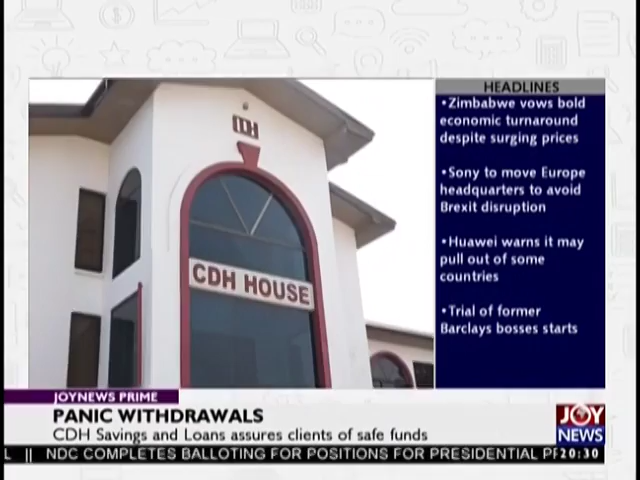 CDH
CDH HOUSE
HEADLINES
•Zimbabwe vows bold
economic turnaround
despite surging prices
•Sony to move Europe
headquarters to avoid
Brexit disruption
•Huawei warns it may
pull out of some
countries
•Trial of former
Barclays bosses starts
JOYNEWS PRIME
PANIC WITHDRAWALS
CDH Savings and Loans assures clients of safe funds
JOY
NEWS
L || NDC COMPLETES BALLOTING FOR POSITIONS FOR PRESIDENTIAL
20:30